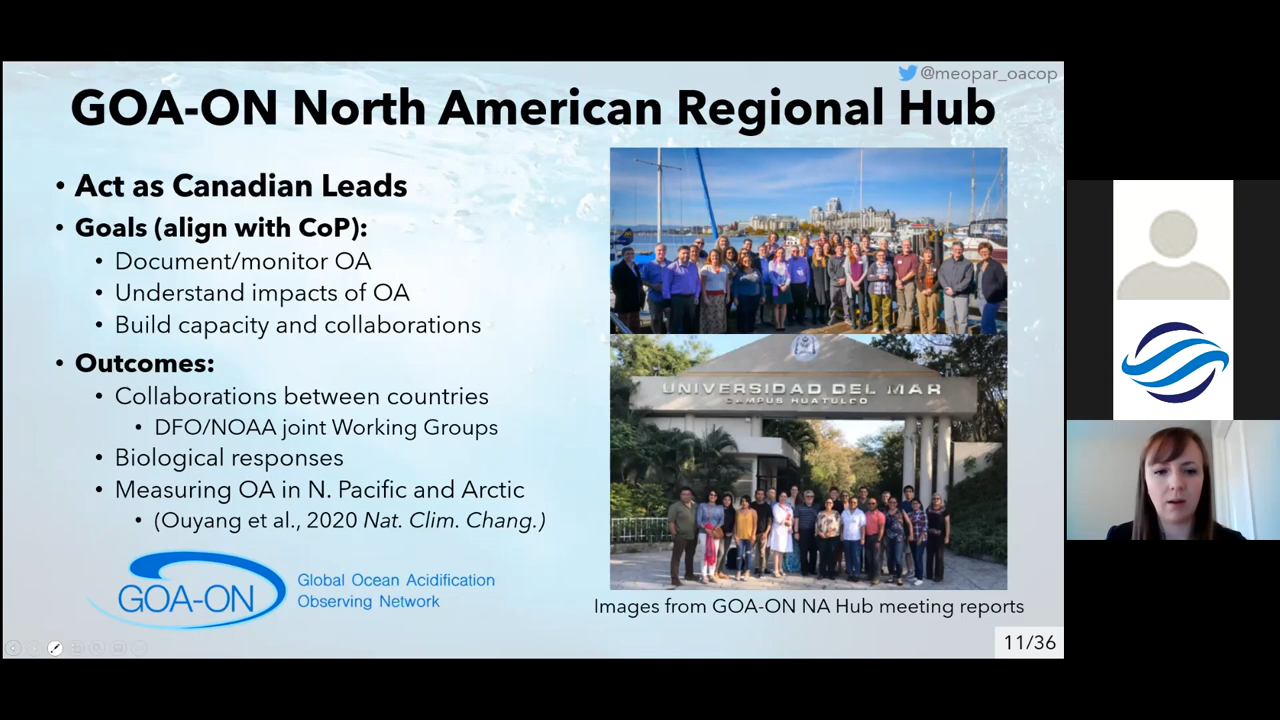 @meopar_oacop
GOA-ON North American Regional Hub
• Act as Canadian Leads
• Goals (align with CoP):
• Document/monitor OA
• Understand impacts of OA
• Build capacity and collaborations
• Outcomes:
• Collaborations between countries
• DFO/NOAA joint Working Groups
• Biological responses
• Measuring OA in N. Pacific and Arctic
• (Ouyang et al., 2020 Nat. Clim. Chang.)
UNIVERSIDAD DEL MAR
CAMPUS HUATULCO
GOA-ON
Global Ocean Acidification
Observing Network
Images from GOA-ON NA Hub meeting reports
11/36